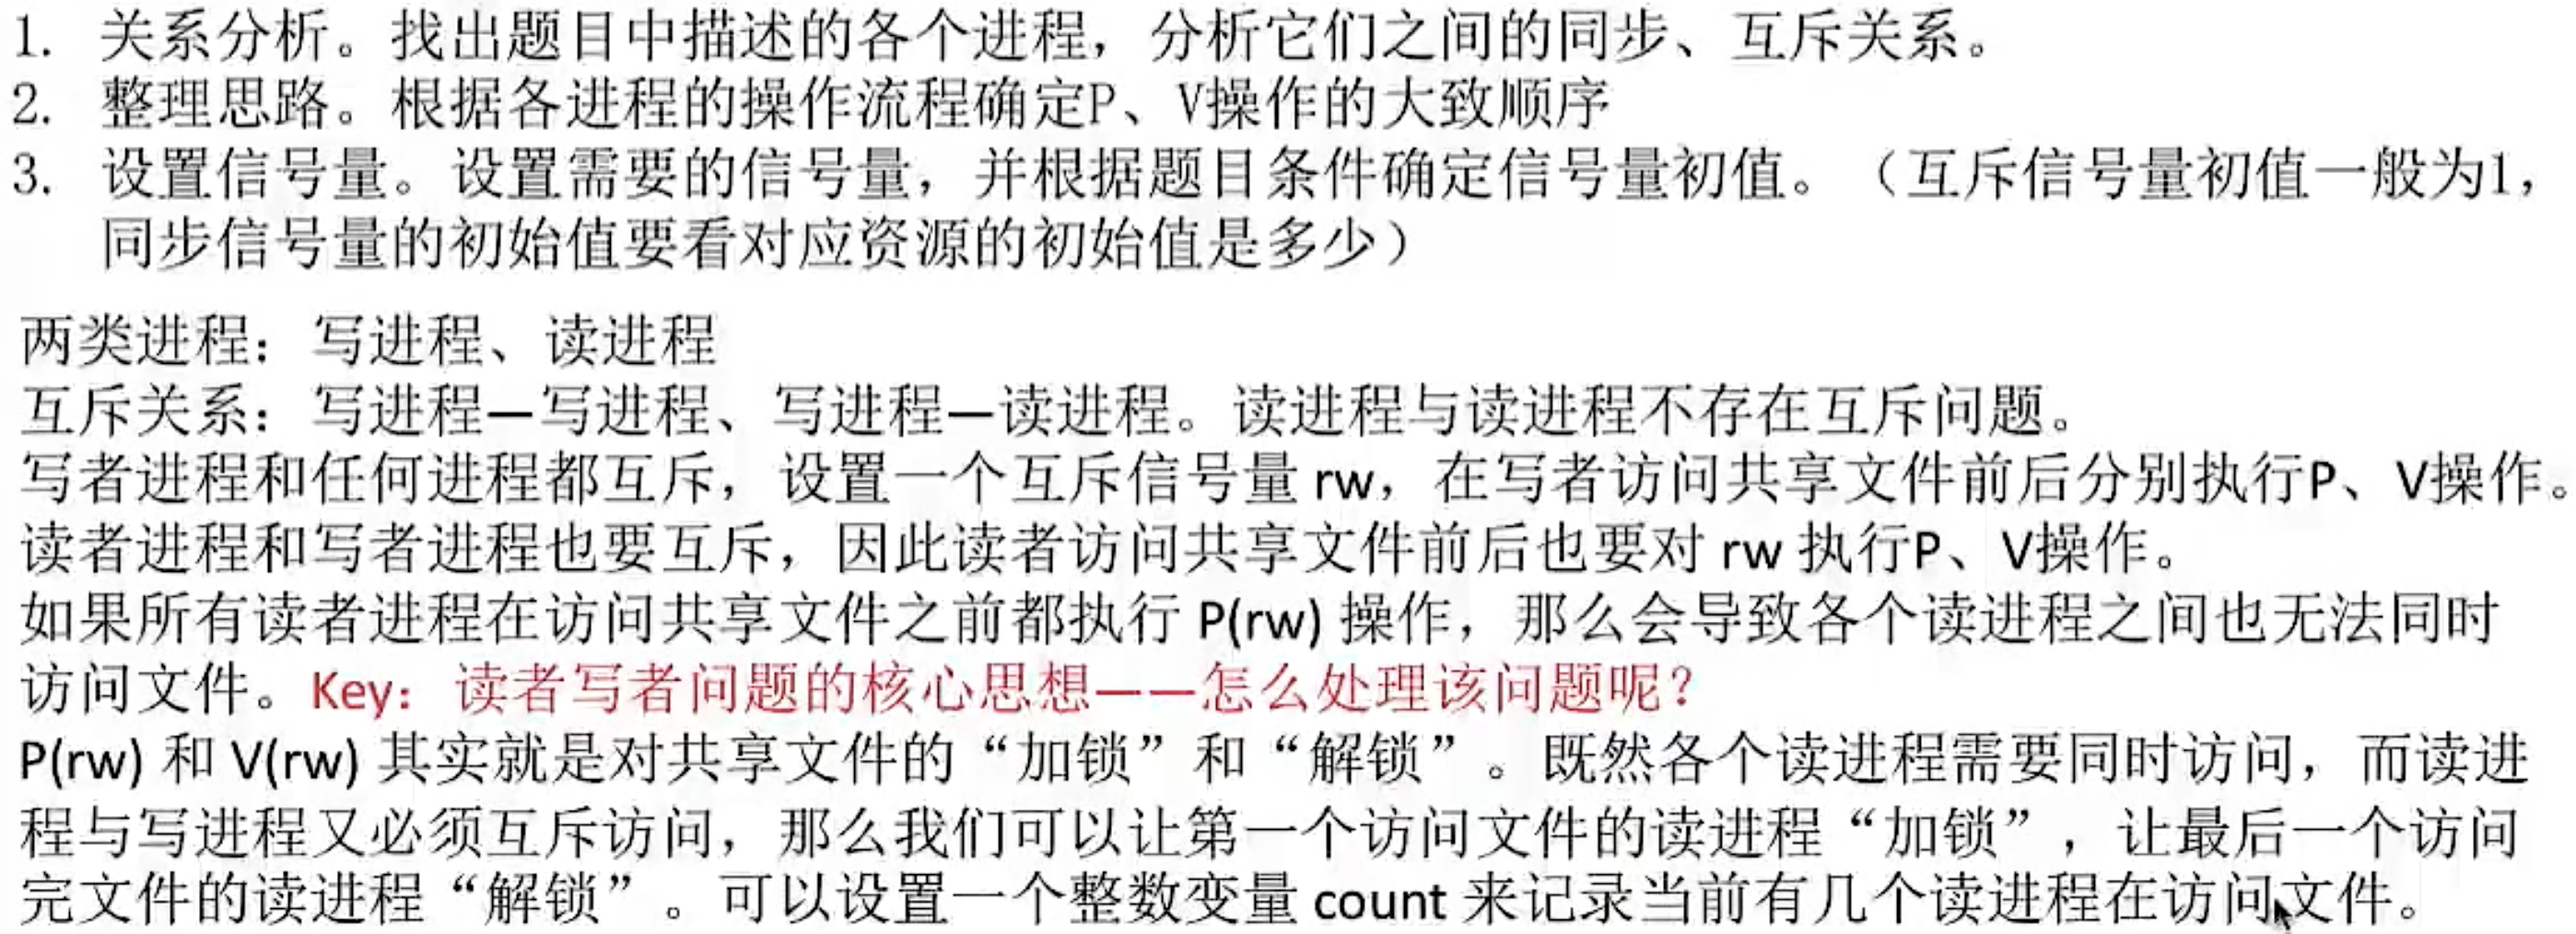 1. 关系分析。找出题目中描述的各个进程，分析它们之间的同步、互斥关系。
2. 整理思路。根据各进程的操作流程确定P、V操作的大致顺序
3. 设置信号量。设置需要的信号量，并根据题目条件确定信号量初值。（互斥信号量初值一般为1，
同步信号量的初始值要看对应资源的初始值是多少）
两类进程：写进程、读进程
互斥关系：写进程—写进程、写进程—读进程。读进程与读进程不存在互斥问题。
写者进程和任何进程都互斥，设置一个互斥信号量 rw，在写者访问共享文件前后分别执行P、V操作。
读者进程和写者进程也要互斥，因此读者访问共享文件前后也要对 rw 执行P、V操作。
如果所有读者进程在访问共享文件之前都执行 P(rw) 操作，那么会导致各个读进程之间也无法同时
访问文件。Key：读者写者问题的核心思想——怎么处理该问题呢？
P(rw) 和 V(rw) 其实就是对共享文件的“加锁”和“解锁”。既然各个读进程需要同时访问，而读进
程与写进程又必须互斥访问，那么我们可以让第一个访问文件的读进程“加锁”，让最后一个访问
完文件的读进程“解锁”。可以设置一个整数变量 count 来记录当前有几个读进程在访问文件。